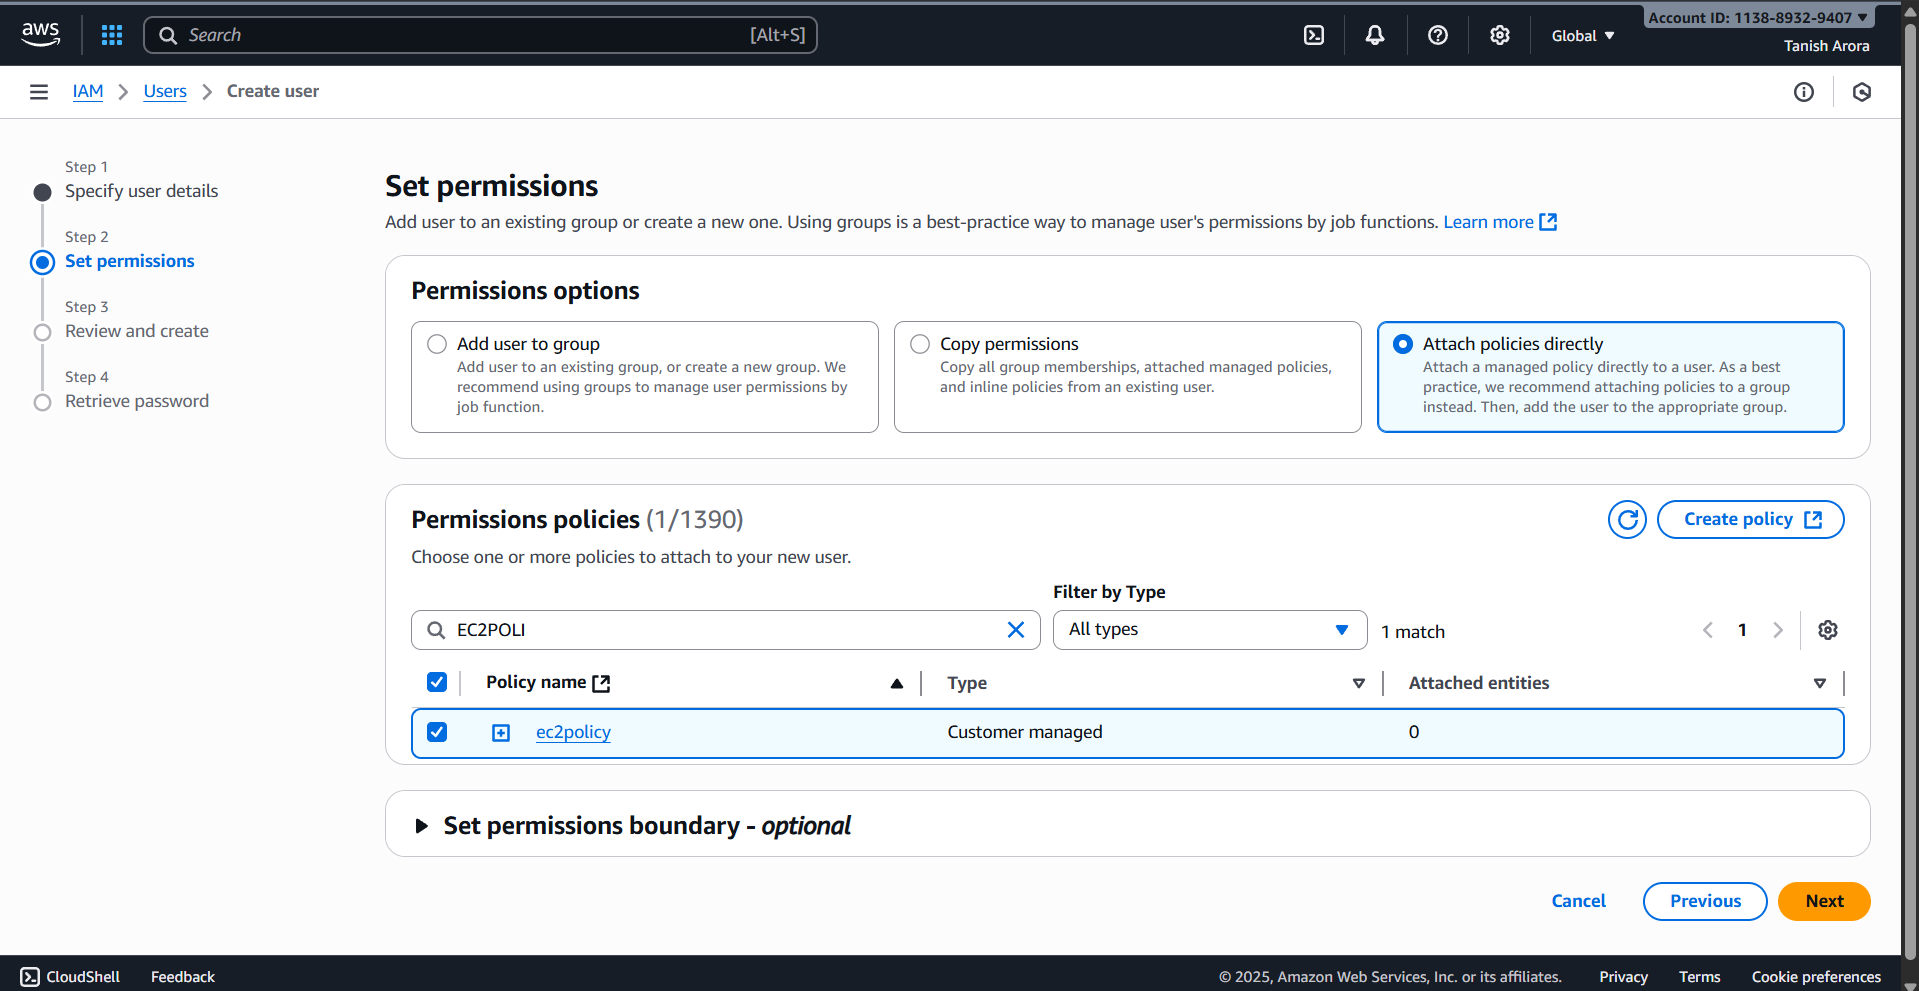 aws
Search
[Alt+S]
Global
Account ID: 1138-8932-9407
Tanish Arora
IAM
Users
Create user
Step 1
Specify user details
Step 2
Set permissions
Step 3
Review and create
Step 4
Retrieve password
Set permissions
Add user to an existing group or create a new one. Using groups is a best-practice way to manage user's permissions by job functions. Learn more
Permissions options
Add user to group
Add user to an existing group, or create a new group. We
recommend using groups to manage user permissions by
job function.
Copy permissions
Copy all group memberships, attached managed policies,
and inline policies from an existing user.
Attach policies directly
Attach a managed policy directly to a user. As a best
practice, we recommend attaching policies to a group
instead. Then, add the user to the appropriate group.
Permissions policies (1/1390)
Create policy
Choose one or more policies to attach to your new user.
Filter by Type
EC2POLI
All types
1 match
1
Policy name
Type
Attached entities
ec2policy
Customer managed
0
Set permissions boundary - optional
Cancel
Previous
Next
CloudShell
Feedback
© 2025, Amazon Web Services, Inc. or its affiliates.
Privacy
Terms
Cookie preferences